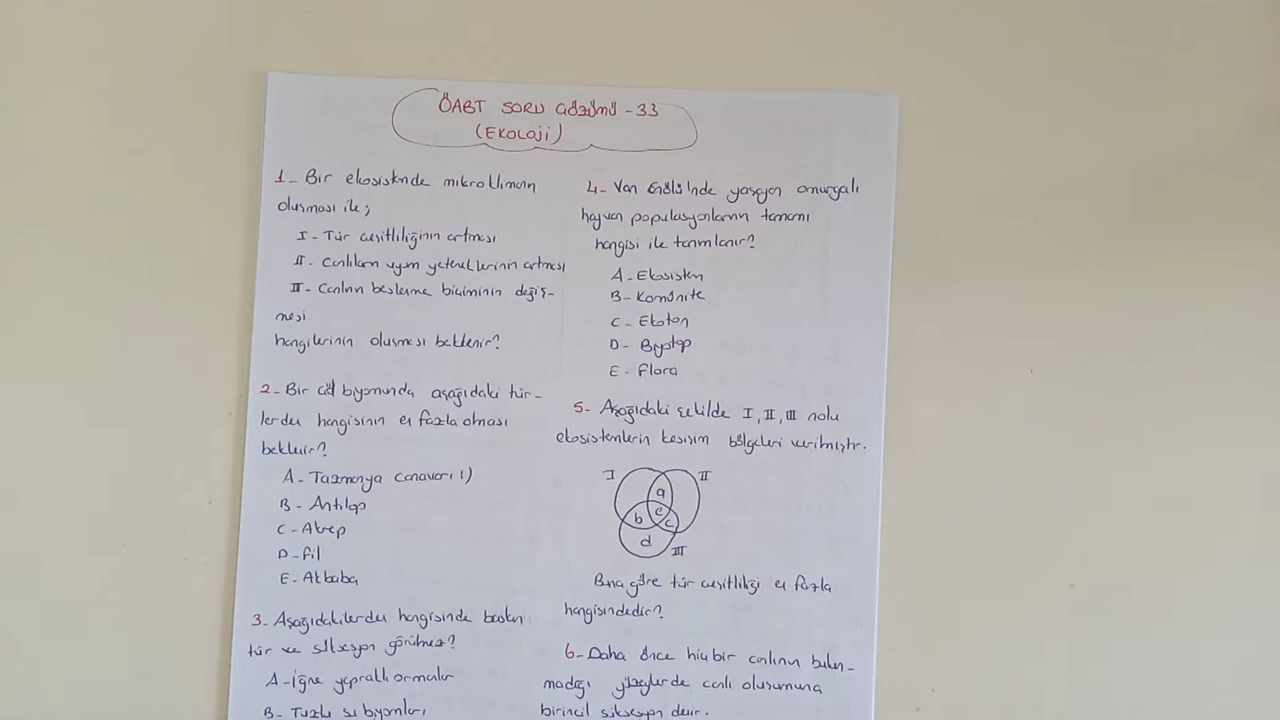 ÖABT SORU ÇÖZÜMÜ - 33
(EKOLOJİ)
1- Bir ekosistemde mikroklimanın
oluşması ile;
I - Tür çeşitliliğinin artması
II - Canlıların uyum yeteneklerinin artması
III - Canlının beslenme biçiminin değiş-
mesi
hangilerinin oluşması beklenir?
2- Bir çöl biyomunda aşağıdaki tür-
lerden hangisinin en fazla olması
beklenir?
A - Tazmanya canavarı :)
B - Antilop
C - Akrep
D - Fil
E - Akbaba
3- Aşağıdakilerden hangisinde baskın
tür ve süksesyon görülmez?
A - İğne yapraklı ormanlar
B - Tuzlu su biyomları
4- Van Gölü'nde yaşayan omurgalı
hayvan populasyonlarının tamamı
hangisi ile tanımlanır?
A - Ekosistem
B - Komünite
C - Ekoton
D - Biyotop
E - Flora
5- Aşağıdaki şekilde I, II, III nolu
ekosistemlerin kesişim bölgeleri verilmiştir.
I II
a
b e c
d
III
Buna göre tür çeşitliliği en fazla
hangisindedir?
6- Daha önce hiçbir canlının bulun-
madığı yüzeylerde canlı oluşumuna
birincil süksesyon denir.